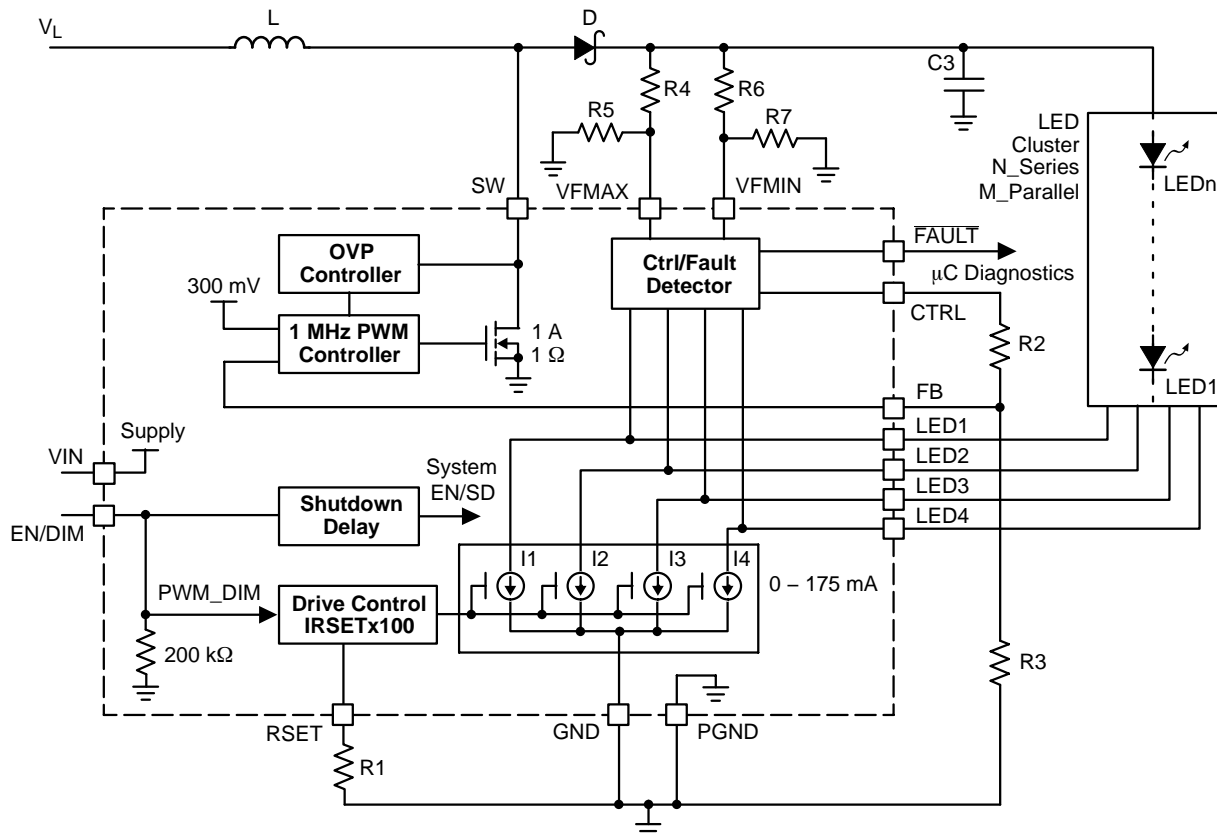 V_L
L
D
R4
R6
C3
R5
R7
LED
Cluster
N_Series
M_Parallel
LEDn
SW
VFMAX
VFMIN
OVP
Controller
Ctrl/Fault
Detector
FAULT
μC Diagnostics
300 mV
CTRL
1 MHz PWM
Controller
1 A
1 Ω
R2
LED1
FB
LED1
Supply
VIN
LED2
System
EN/SD
LED3
EN/DIM
Shutdown
Delay
LED4
I1
I2
I3
I4
PWM_DIM
0 – 175 mA
Drive Control
IRSETx100
200 kΩ
R3
RSET
GND
PGND
R1